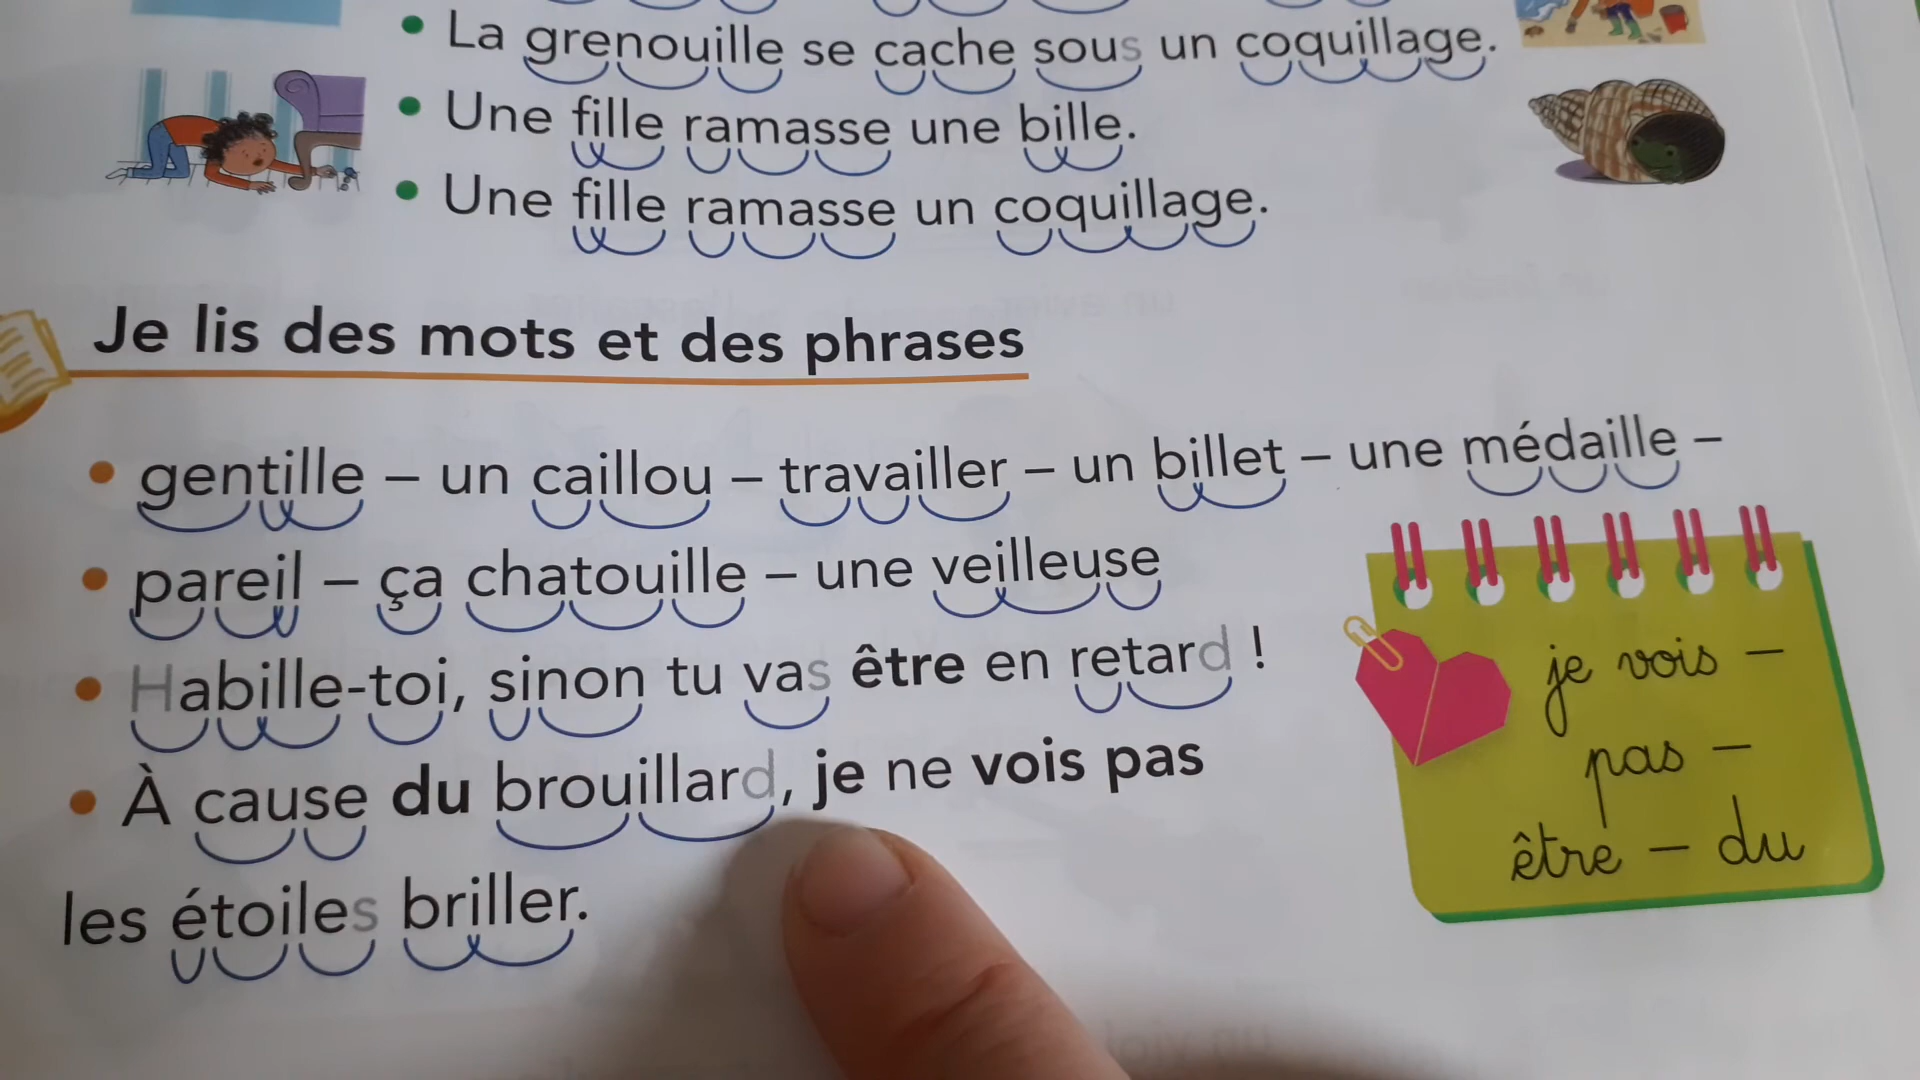 • La grenouille se cache sous un coquillage.
• Une fille ramasse une bille.
• Une fille ramasse un coquillage.
Je lis des mots et des phrases
• gentille – un caillou – travailler – un billet – une médaille –
• pareil – ça chatouille – une veilleuse
• Habille-toi, sinon tu vas être en retard !
• À cause du brouillard, je ne vois pas
les étoiles briller.
je vois –
pas –
être – du